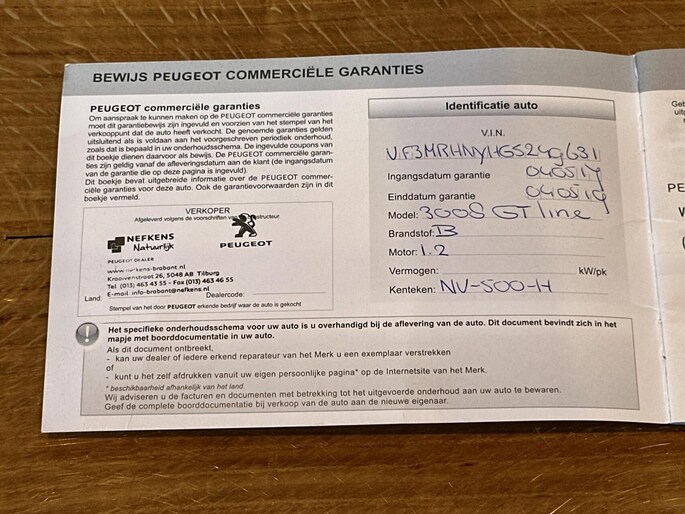 BEWIJS PEUGEOT COMMERCIËLE GARANTIES
PEUGEOT commerciële garanties
Om aanspraak te kunnen maken op de PEUGEOT commerciële garanties
moet dit garantiebewijs zijn ingevuld en voorzien van het stempel van het
verkooppunt dat de auto heeft verkocht. De genoemde garanties gelden
uitsluitend als is voldaan aan het voorgeschreven periodiek onderhoud,
zoals dat is bepaald in uw onderhoudsschema. De ingevulde coupons van
dit boekje dienen daarvoor als bewijs. De PEUGEOT commerciële garan-
ties zijn geldig vanaf de afleveringsdatum aan de klant (de ingangsdatum
van de garantie die op deze pagina is ingevuld).
Dit boekje bevat uitgebreide informatie over de PEUGEOT commer-
ciële garanties voor deze auto. Ook de garantievoorwaarden zijn in dit
boekje vermeld.
VERKOPER
Afgeleverd volgens de voorschriften van structeur.
NEFKENS
Natuurlijk
PEUGEOT
PEUGEOT DEALER
www.nefkens-brabant.nl
Kraaivenstraat 26, 5048 AB Tilburg
Tel (013) 463 43 55 - Fax (013) 463 46 55
E-mail info-brabant@nefkens.nl
Land:
Dealercode:
Stempel van het door PEUGEOT erkende bedrijf waar de auto is gekocht
Identificatie auto
V.I.N.
VF3MRHNYHGS249631
Ingangsdatum garantie 040517
Einddatum garantie 040519
Model: 3008 GT line
Brandstof: B
Motor: 1.2
Vermogen: kW/pk
Kenteken: NV-500-H
Het specifieke onderhoudsschema voor uw auto is u overhandigd bij de aflevering van de auto. Dit document bevindt zich in het
mapje met boorddocumentatie in uw auto.
Als dit document ontbreekt,
- kan uw dealer of iedere erkend reparateur van het Merk u een exemplaar verstrekken
of
- kunt u het zelf afdrukken vanuit uw eigen persoonlijke pagina* op de Internetsite van het Merk.
* beschikbaarheid afhankelijk van het land.
Wij adviseren u de facturen en documenten met betrekking tot het uitgevoerde onderhoud aan uw auto te bewaren.
Geef de complete boorddocumentatie bij verkoop van de auto aan de nieuwe eigenaar.